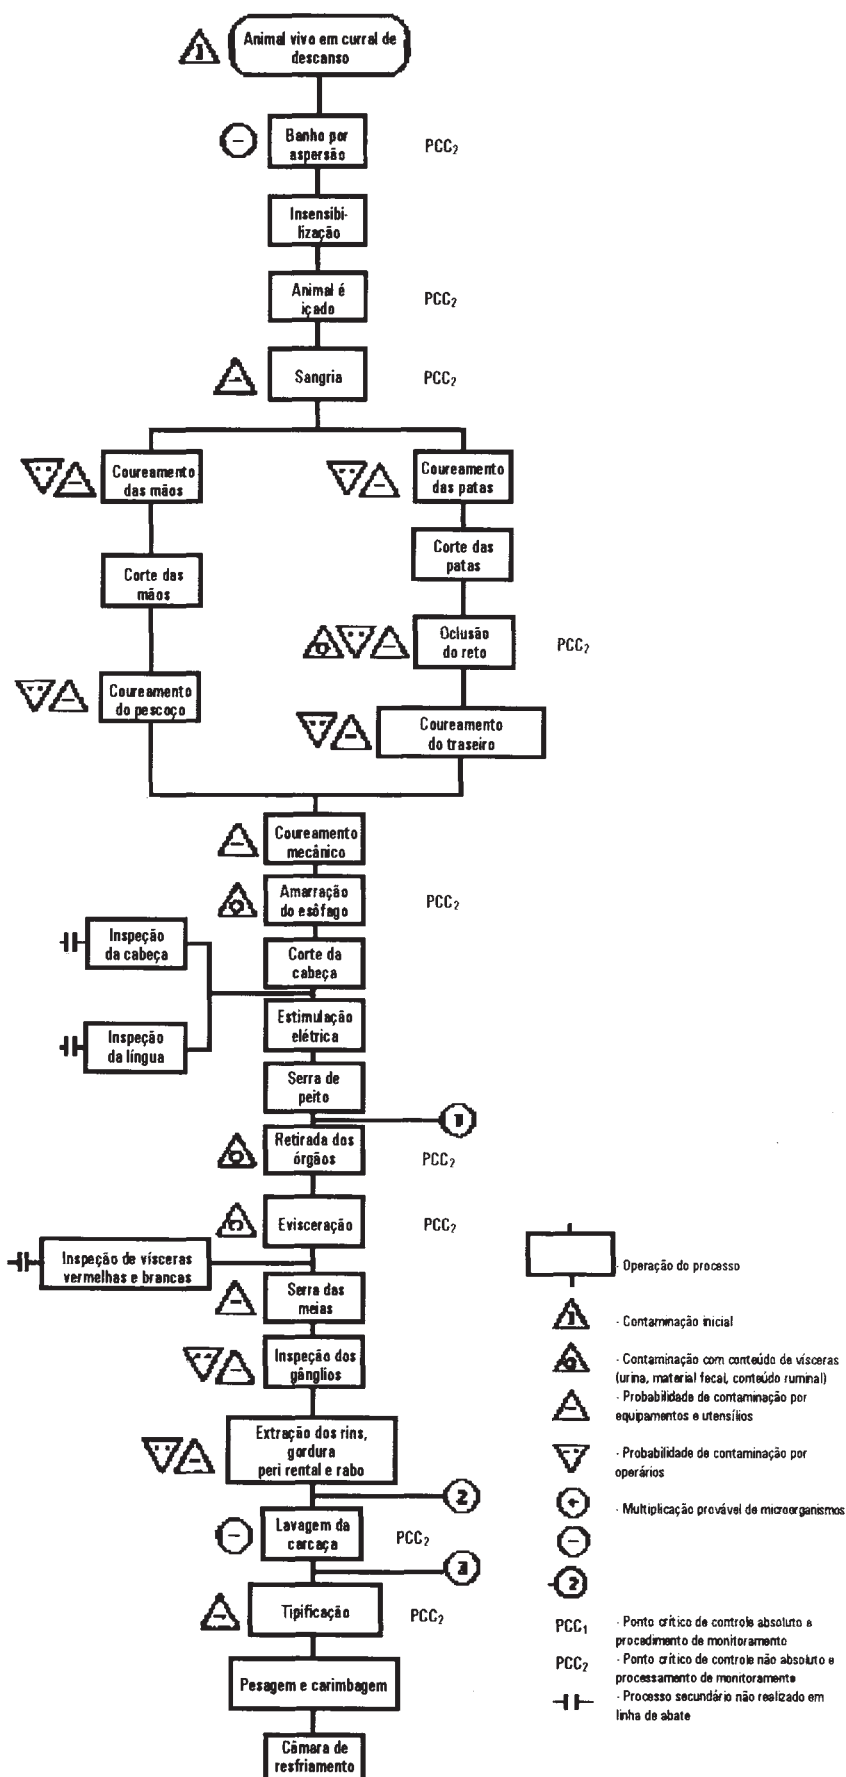 Animal vivo em curral de
descanso
Banho por
aspersão
PCC₂
Insensibi-
lização
Animal é
içado
PCC₂
Sangria
PCC₂
Coureamento
das mãos
Coureamento
das patas
Corte das
mãos
Corte das
patas
Oclusão
do reto
PCC₂
Coureamento
do pescoço
Coureamento
do traseiro
Coureamento
mecânico
Amarração
do esôfago
PCC₂
Inspeção
da cabeça
Corte da
cabeça
Inspeção
da língua
Estimulação
elétrica
Serra de
peito
1
Retirada dos
órgãos
PCC₂
Evisceração
PCC₂
Inspeção de vísceras
vermelhas e brancas
Serra das
meias
Inspeção dos
gânglios
Extração dos rins,
gordura
peri rental e rabo
2
Lavagem da
carcaça
PCC₂
3
Tipificação
PCC₂
Pesagem e carimbagem
Câmara de
resfriamento
- Operação do processo
- Contaminação inicial
- Contaminação com conteúdo de vísceras
(urina, material fecal, conteúdo ruminal)
- Probabilidade de contaminação por
equipamentos e utensílios
- Probabilidade de contaminação por
operários
- Multiplicação provável de microorganismos
2
PCC₁ - Ponto crítico de controle absoluto e
procedimento de monitoramento
PCC₂ - Ponto crítico de controle não absoluto e
processamento de monitoramento
- Processo secundário não realizado em
linha de abate